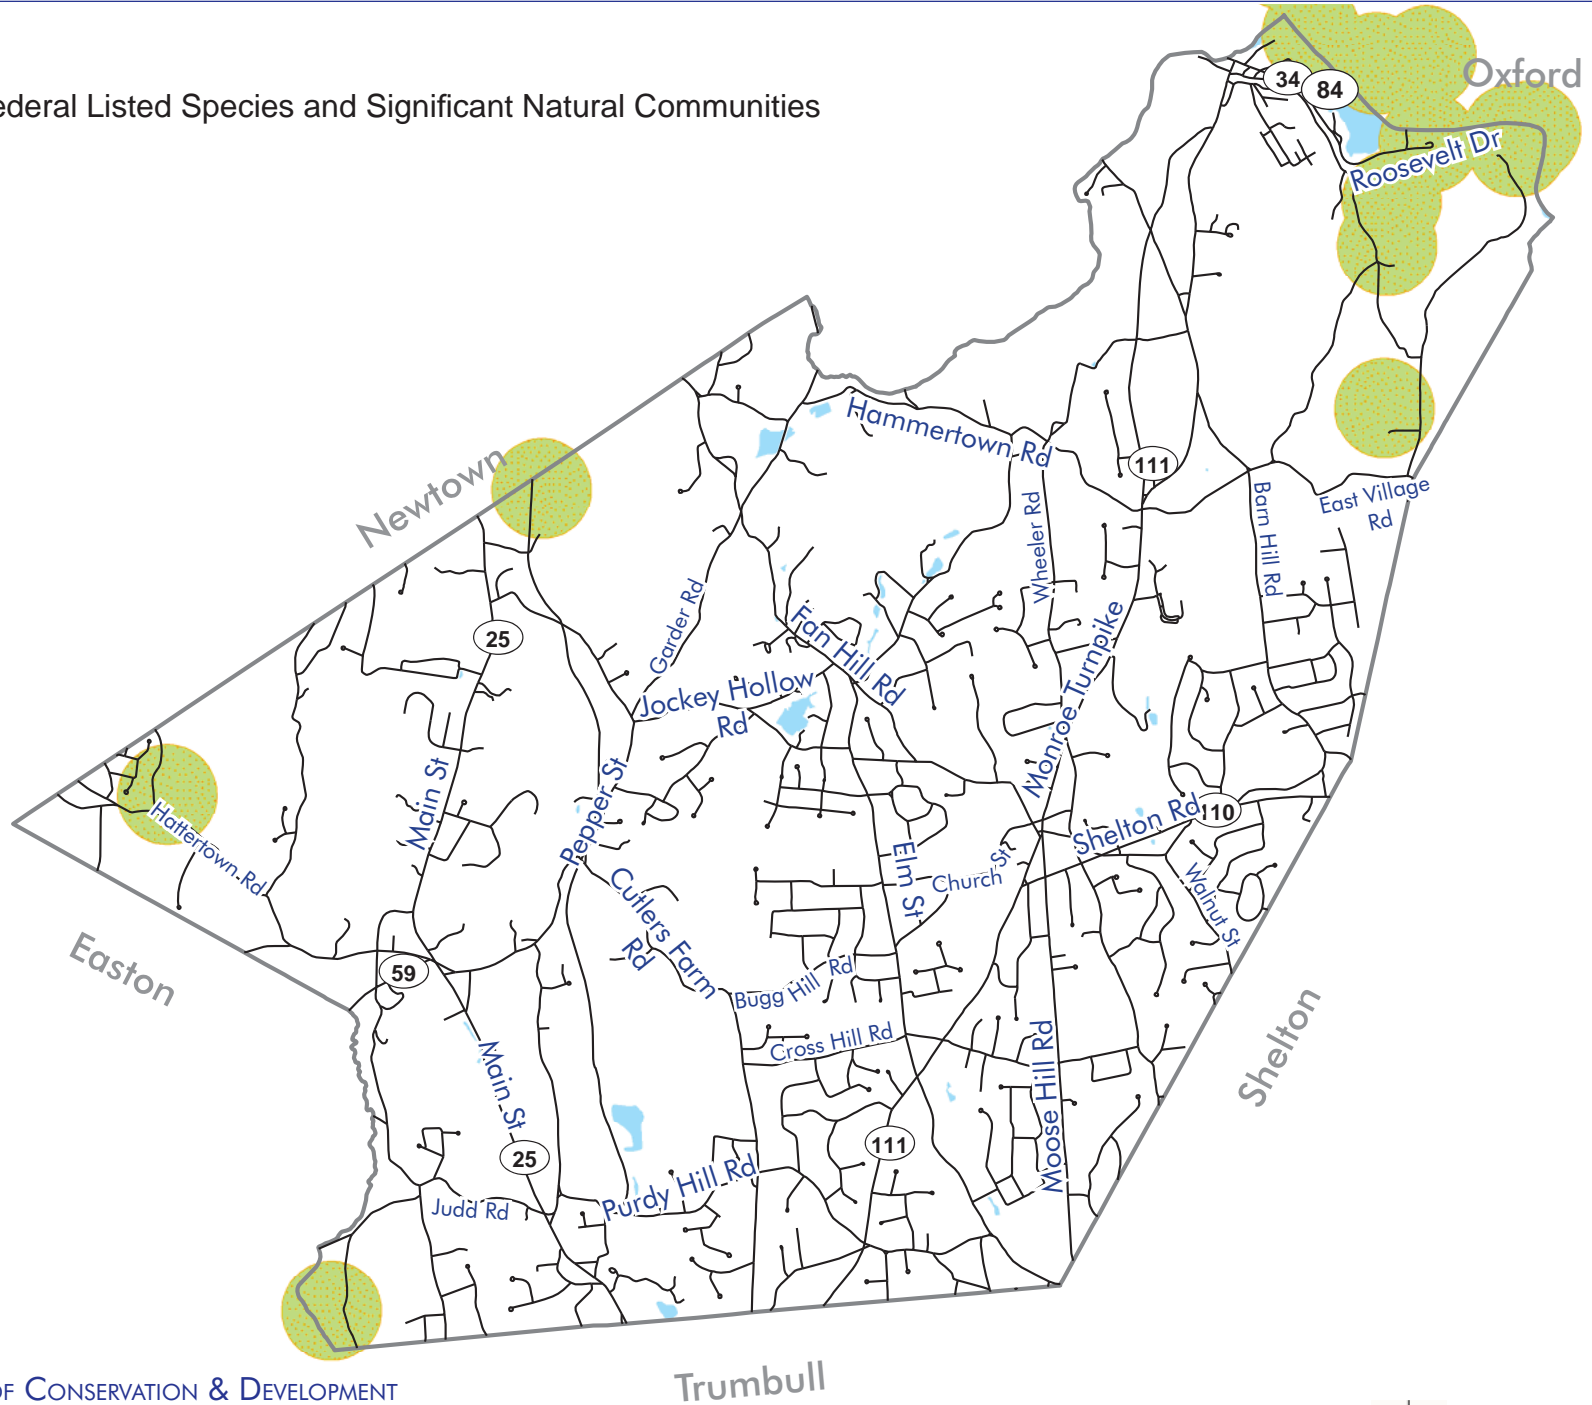 ederal Listed Species and Significant Natural Communities
Oxford
34
84
Roosevelt Dr
Hammertown Rd
Newtown
111
Wheeler Rd
Barn Hill Rd
East Village
Rd
25
Garder Rd
Fan Hill Rd
Jockey Hollow
Rd
Monroe Turnpike
Main St
Pepper St
Hattertown Rd
Shelton Rd
110
Elm St
Church St
Walnut St
Cutlers Farm
Rd
Easton
59
Bugg Hill Rd
Cross Hill Rd
Main St
Moose Hill Rd
Shelton
111
25
Purdy Hill Rd
Judd Rd
Trumbull
OF CONSERVATION & DEVELOPMENT